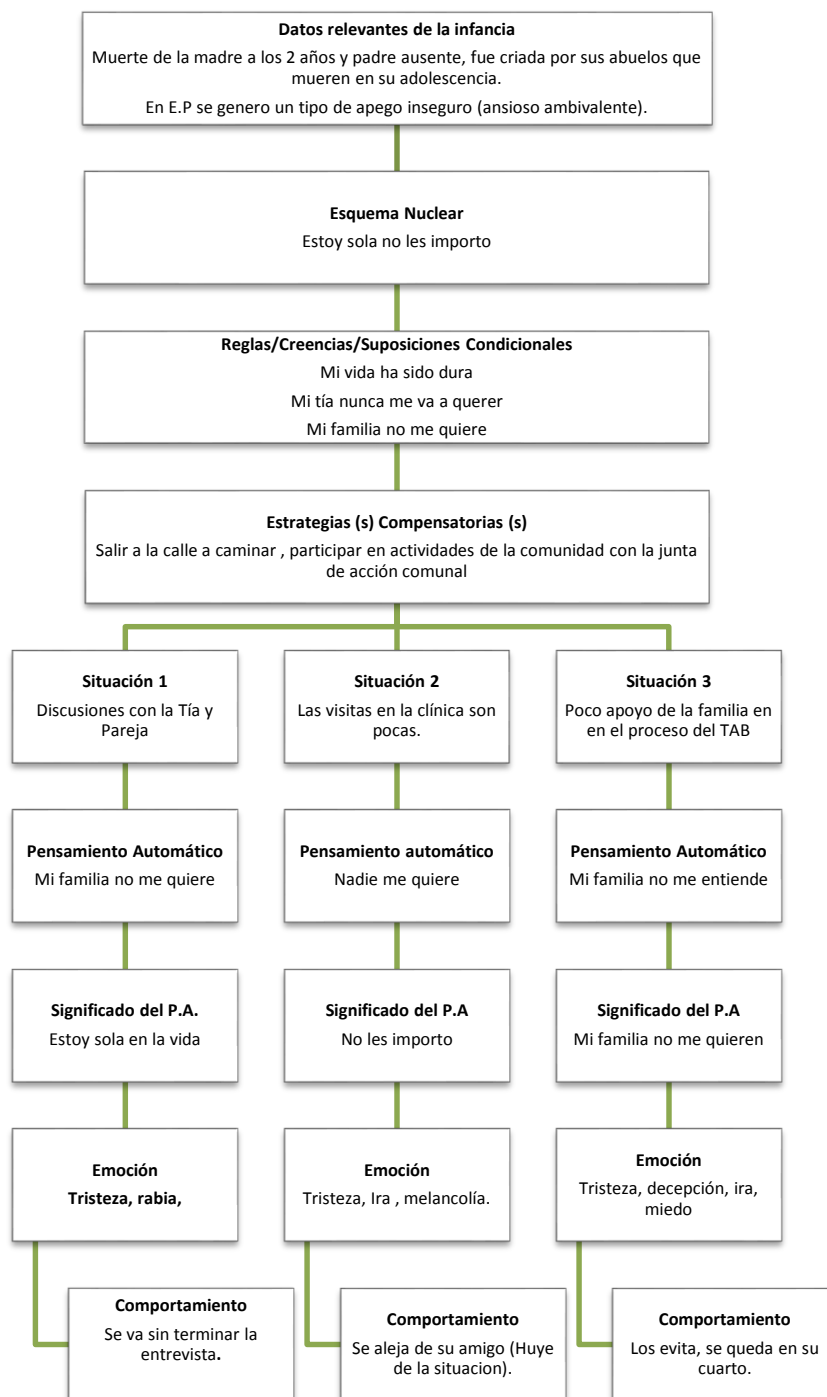 Datos relevantes de la infancia
Muerte de la madre a los 2 años y padre ausente, fue criada por sus abuelos que
mueren en su adolescencia.
En E.P se genero un tipo de apego inseguro (ansioso ambivalente).
Esquema Nuclear
Estoy sola no les importo
Reglas/Creencias/Suposiciones Condicionales
Mi vida ha sido dura
Mi tía nunca me va a querer
Mi familia no me quiere
Estrategias (s) Compensatorias (s)
Salir a la calle a caminar , participar en actividades de la comunidad con la junta
de acción comunal
Situación 1
Discusiones con la Tía y
Pareja
Situación 2
Las visitas en la clínica son
pocas.
Situación 3
Poco apoyo de la familia en
en el proceso del TAB
Pensamiento Automático
Mi familia no me quiere
Pensamiento automático
Nadie me quiere
Pensamiento Automático
Mi familia no me entiende
Significado del P.A.
Estoy sola en la vida
Significado del P.A
No les importo
Significado del P.A
Mi familia no me quieren
Emoción
Tristeza, rabia,
Emoción
Tristeza, Ira , melancolía.
Emoción
Tristeza, decepción, ira,
miedo
Comportamiento
Se va sin terminar la
entrevista.
Comportamiento
Se aleja de su amigo (Huye
de la situacion).
Comportamiento
Los evita, se queda en su
cuarto.